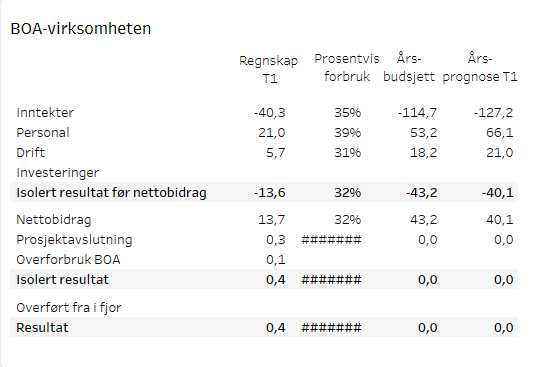 BOA-virksomheten
Regnskap T1 Prosentvis forbruk Års-budsjett Års-prognose T1
Inntekter -40,3 35% -114,7 -127,2
Personal 21,0 39% 53,2 66,1
Drift 5,7 31% 18,2 21,0
Investeringer
Isolert resultat før nettobidrag -13,6 32% -43,2 -40,1
Nettobidrag 13,7 32% 43,2 40,1
Prosjektavslutning 0,3 ####### 0,0 0,0
Overforbruk BOA 0,1
Isolert resultat 0,4 ####### 0,0 0,0
Overført fra i fjor
Resultat 0,4 ####### 0,0 0,0